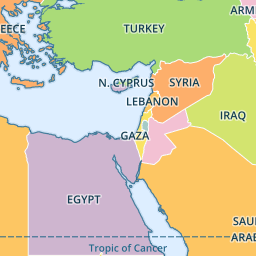 ARM
EECE
TURKEY
N. CYPRUS
SYRIA
LEBANON
IRAQ
GAZA
EGYPT
SAU
ARAB
Tropic of Cancer